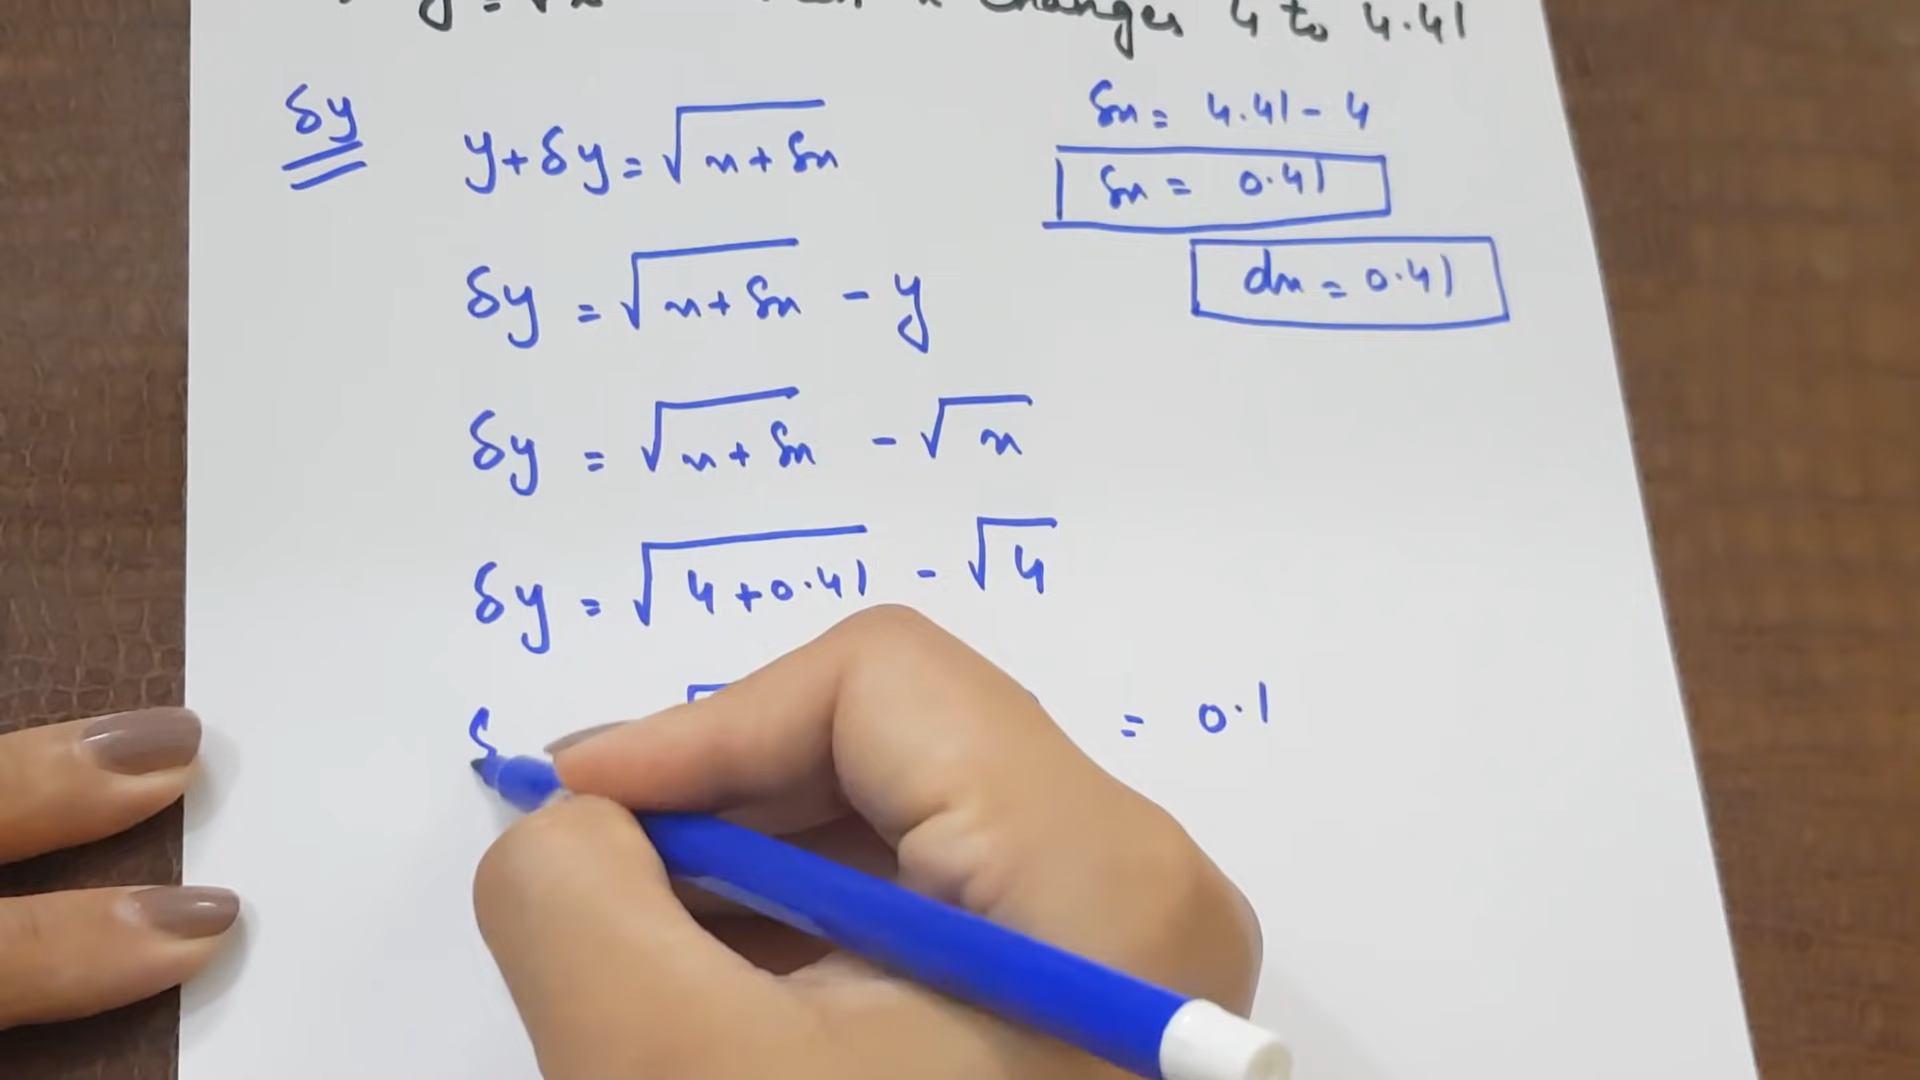 y = √x x changes 4 to 4.41
δy
y + δy = √x + δx
δx = 4.41 - 4
δx = 0.41
dx = 0.41
δy = √x + δx - y
δy = √x + δx - √x
δy = √4 + 0.41 - √4
δ = 0.1